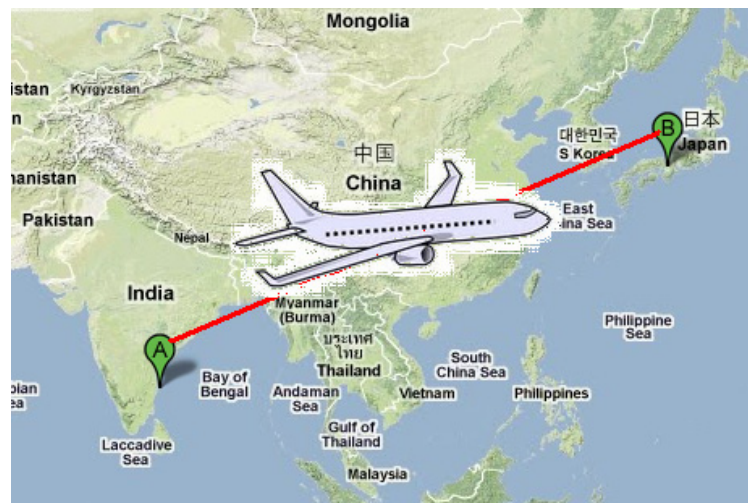 Mongolia
istan
Kyrgyzstan
n
日本
대한민국
B
S Korea
Japan
中国
China
hanistan
Pakistan
Nepal
East
ina Sea
India
Myanmar
(Burma)
Philippine
Sea
A
ประเทศ
ไทย
Thailand
South
China Sea
Bay of
Bengal
Andaman
Sea
Vietnam
Philippines
bian
ea
Gulf of
Thailand
Laccadive
Sea
Malaysia